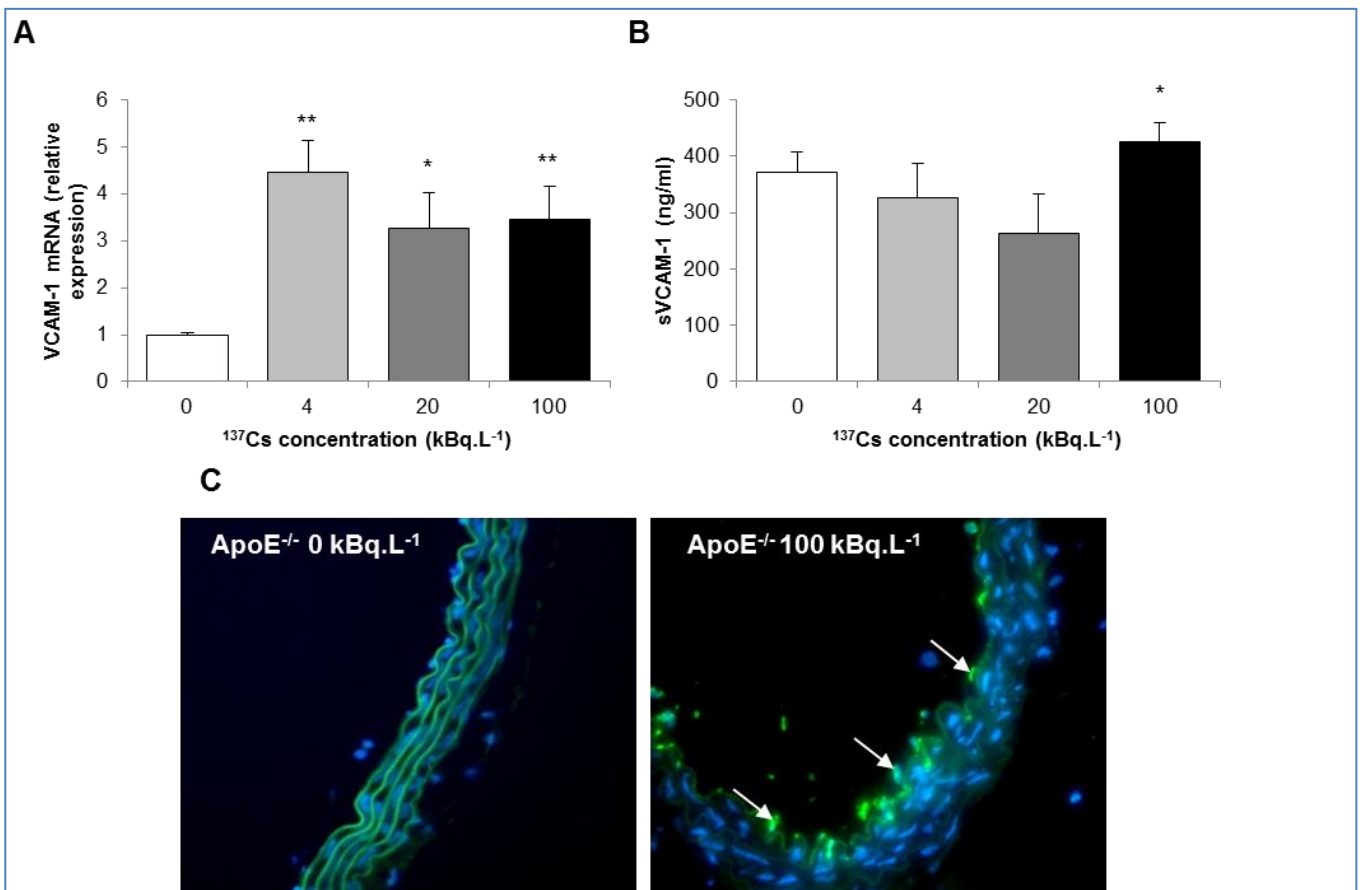 A
VCAM-1 mRNA (relative
expression)
6
5
4
3
2
1
0
**
*
**
0 4 20 100
¹³⁷Cs concentration (kBq.L⁻¹)
B
sVCAM-1 (ng/ml)
500
400
300
200
100
0
*
0 4 20 100
¹³⁷Cs concentration (kBq.L⁻¹)
C
ApoE⁻/⁻ 0 kBq.L⁻¹
ApoE⁻/⁻ 100 kBq.L⁻¹